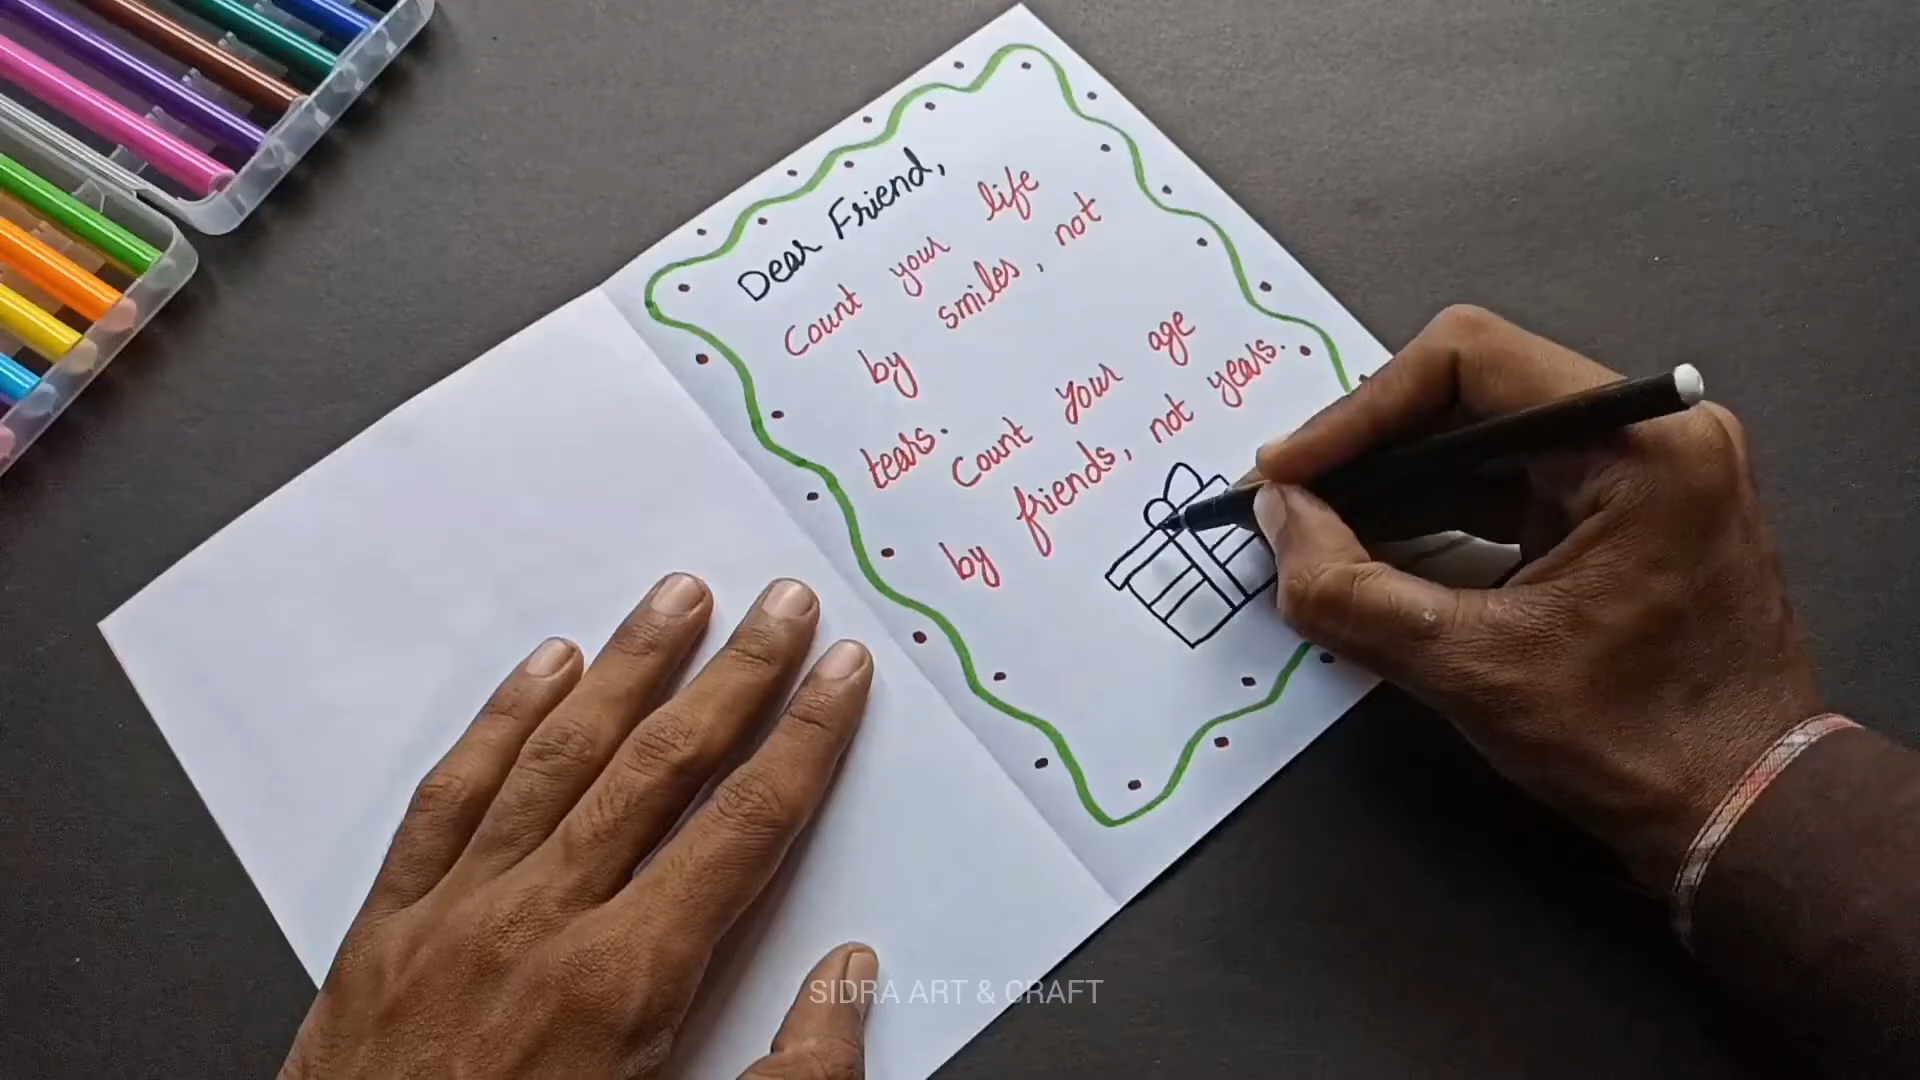 Dear Friend,
Count your life
by smiles, not
tears.
Count your age
by friends, not years.
SIDRA ART & CRAFT